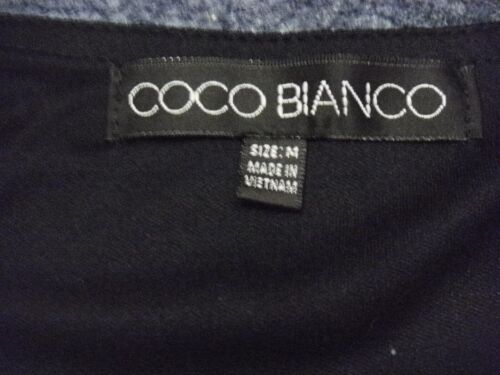 COCO BIANCO
SIZE: M
MADE IN
VIETNAM